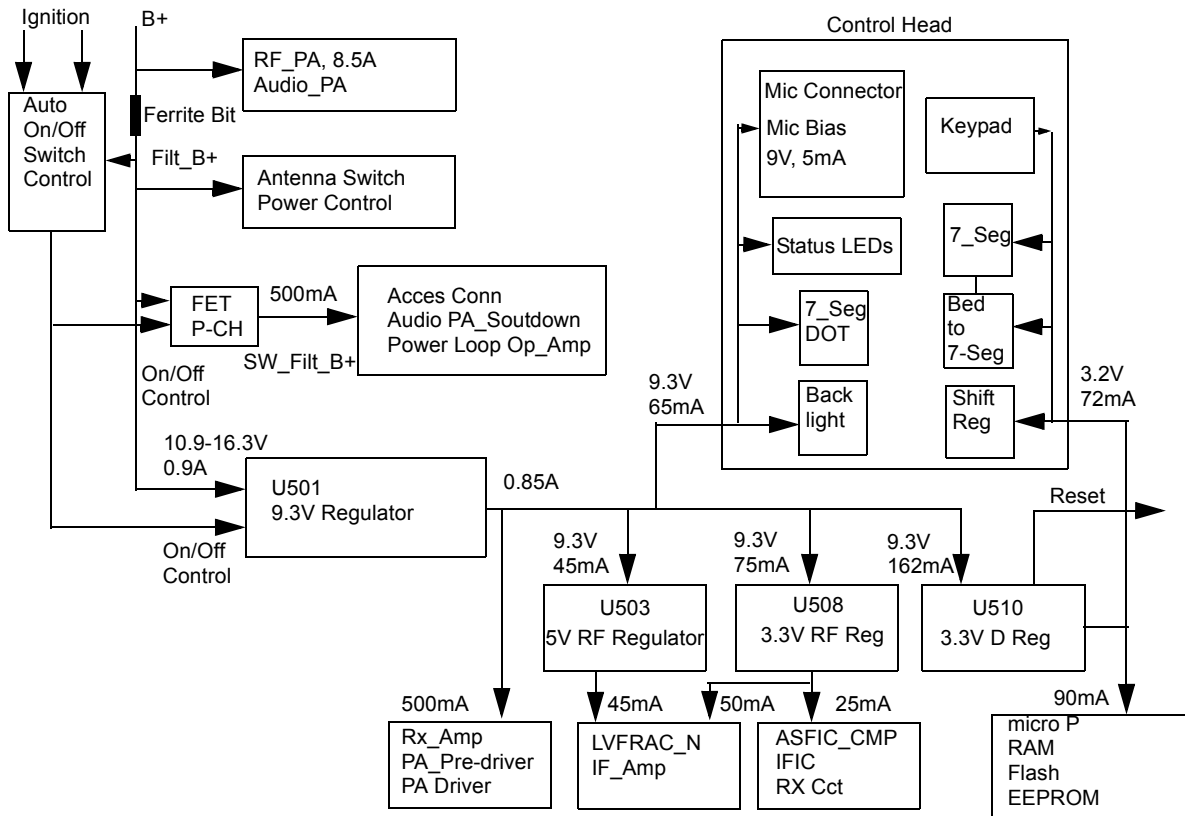 Ignition
B+
Control Head
RF_PA, 8.5A
Audio_PA
Auto
On/Off
Switch
Control
Ferrite Bit
Filt_B+
Antenna Switch
Power Control
Mic Connector
Mic Bias
9V, 5mA
Keypad
Status LEDs
7_Seg
7_Seg
DOT
Bed
to
7-Seg
Back
light
Shift
Reg
FET
P-CH
500mA
SW_Filt_B+
Acces Conn
Audio PA_Soutdown
Power Loop Op_Amp
On/Off
Control
9.3V
65mA
3.2V
72mA
10.9-16.3V
0.9A
U501
9.3V Regulator
0.85A
Reset
On/Off
Control
9.3V
45mA
9.3V
75mA
9.3V
162mA
U503
5V RF Regulator
U508
3.3V RF Reg
U510
3.3V D Reg
500mA
45mA
50mA
25mA
90mA
Rx_Amp
PA_Pre-driver
PA Driver
LVFRAC_N
IF_Amp
ASFIC_CMP
IFIC
RX Cct
micro P
RAM
Flash
EEPROM